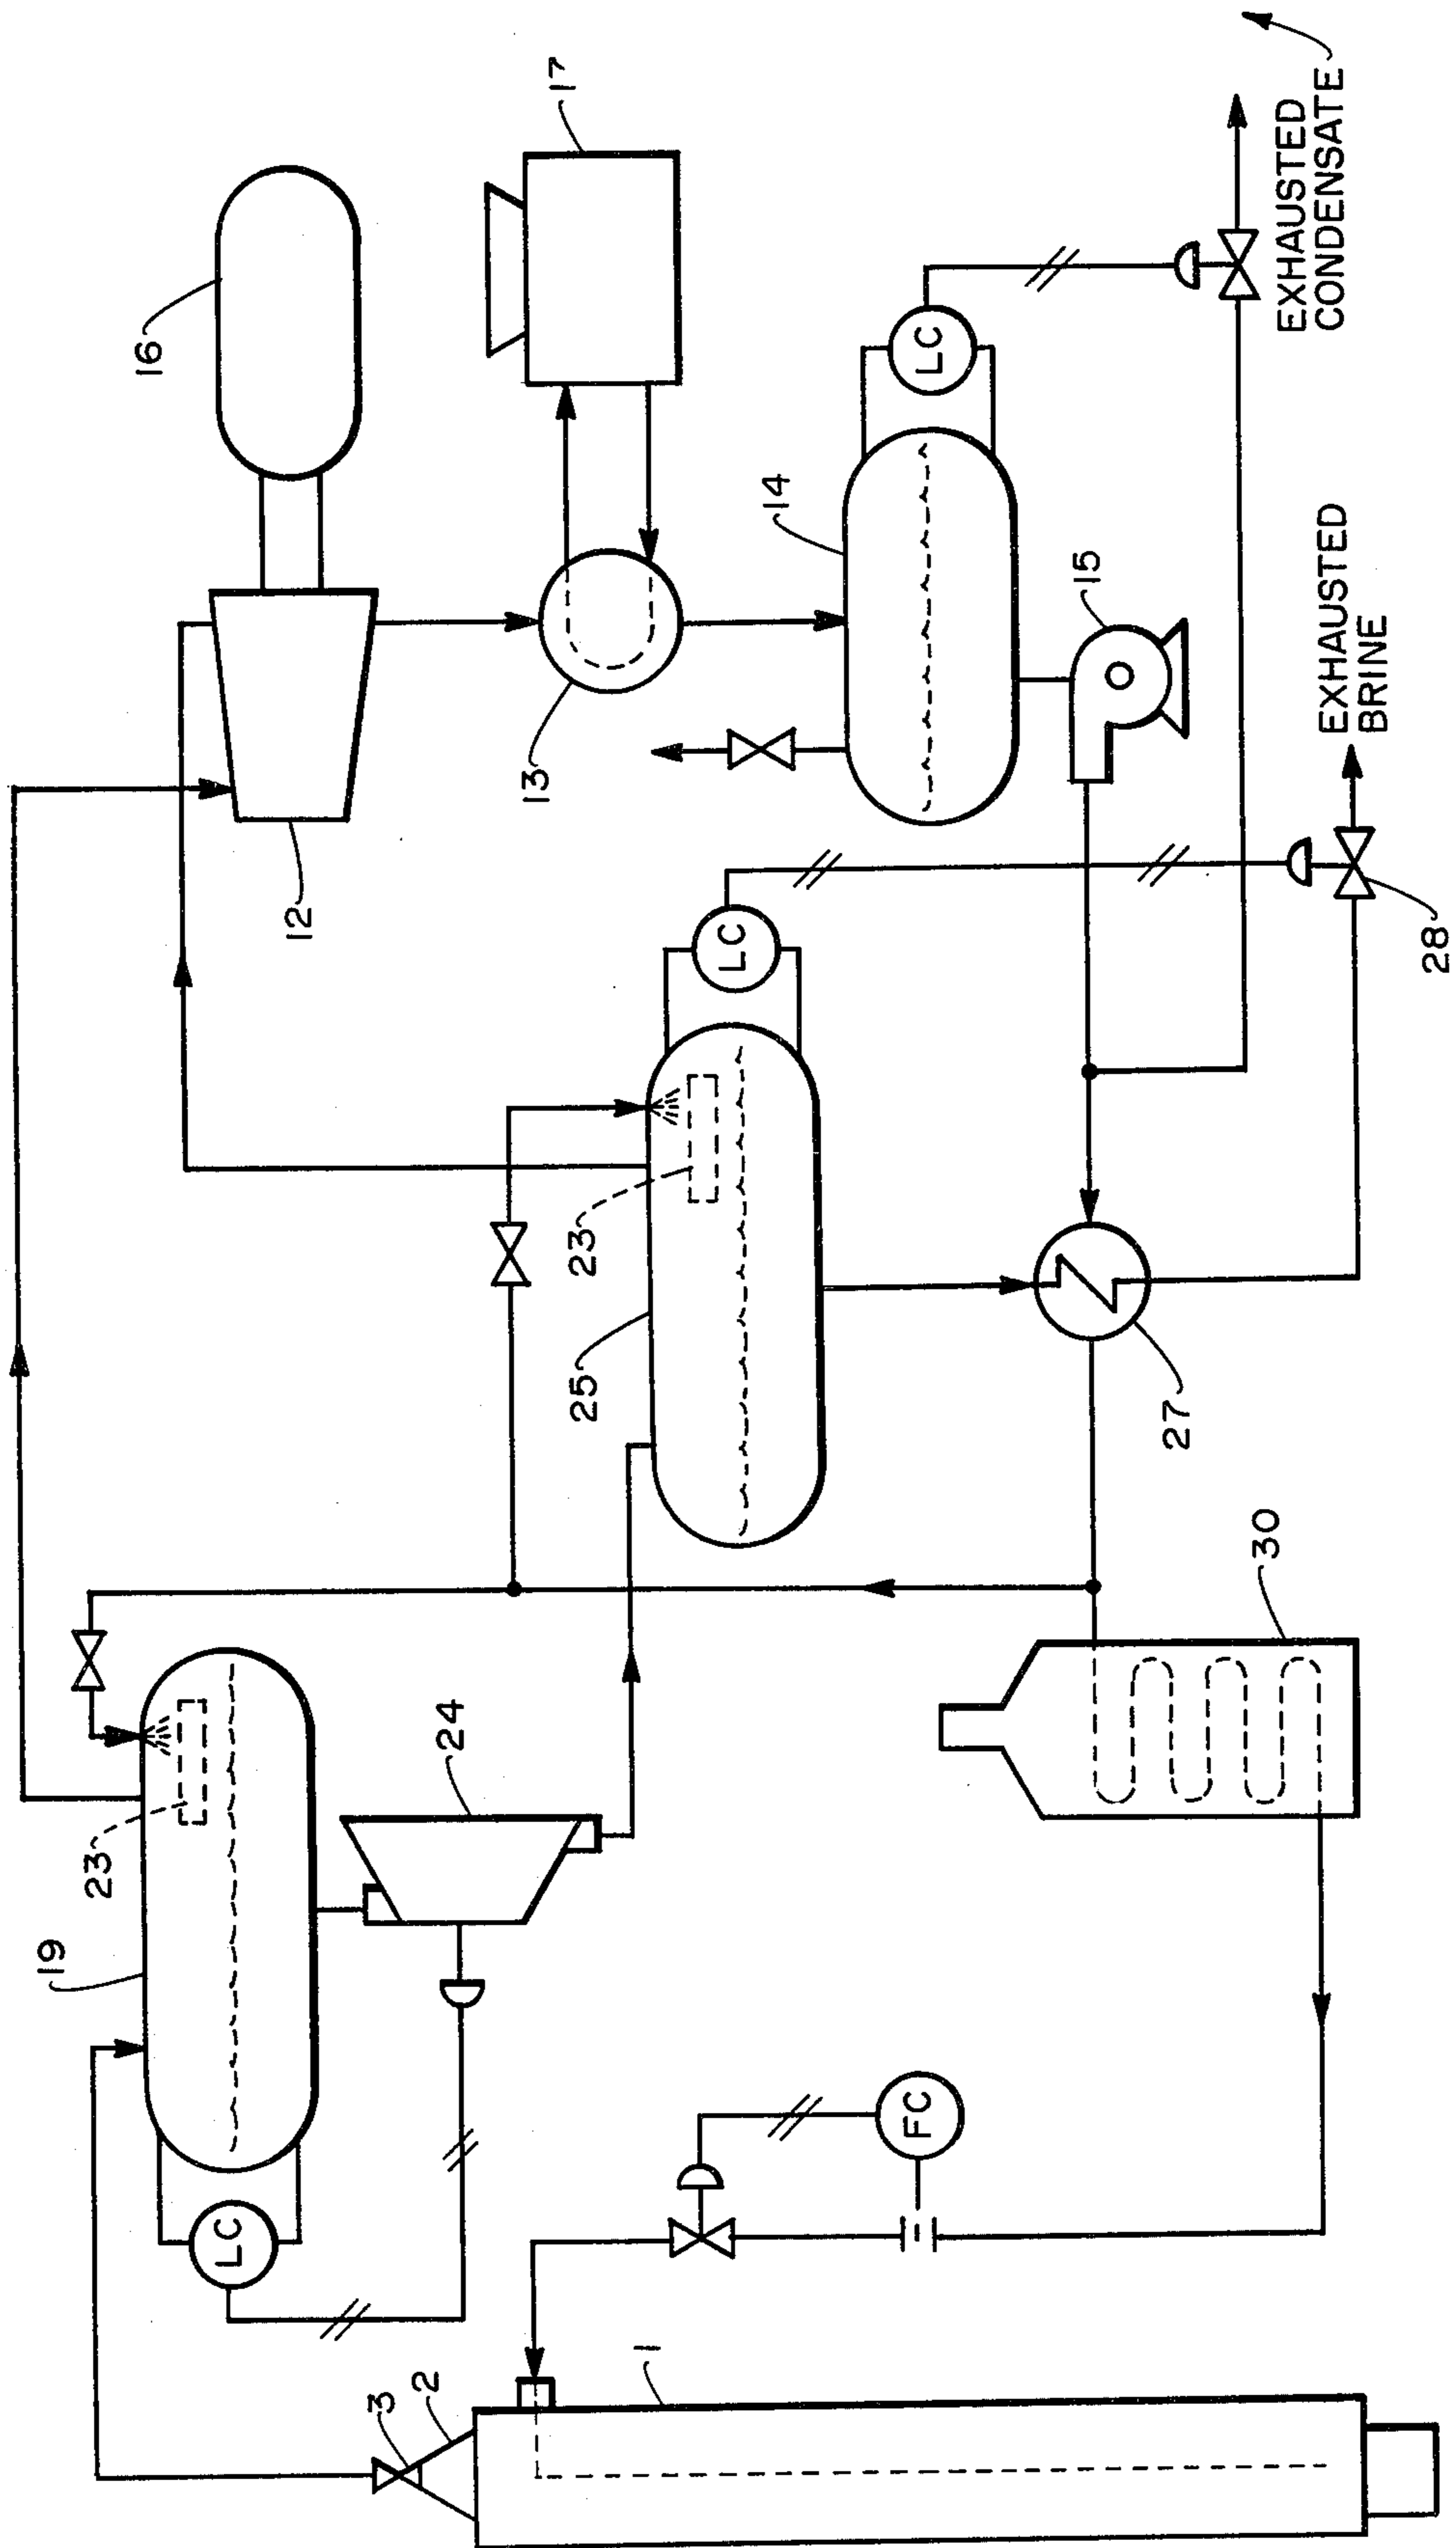 16
17
12
13
14
LC
15
EXHAUSTED
CONDENSATE
EXHAUSTED
BRINE
28
LC
23
25
27
30
23
19
24
LC
FC
3
2
1